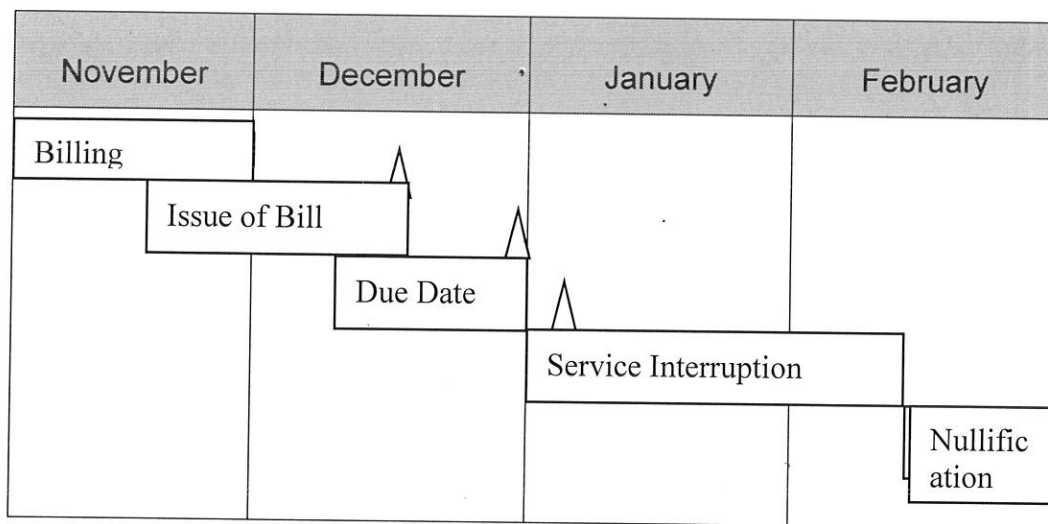 November December January February
Billing
Issue of Bill
Due Date
Service Interruption
Nullific
ation